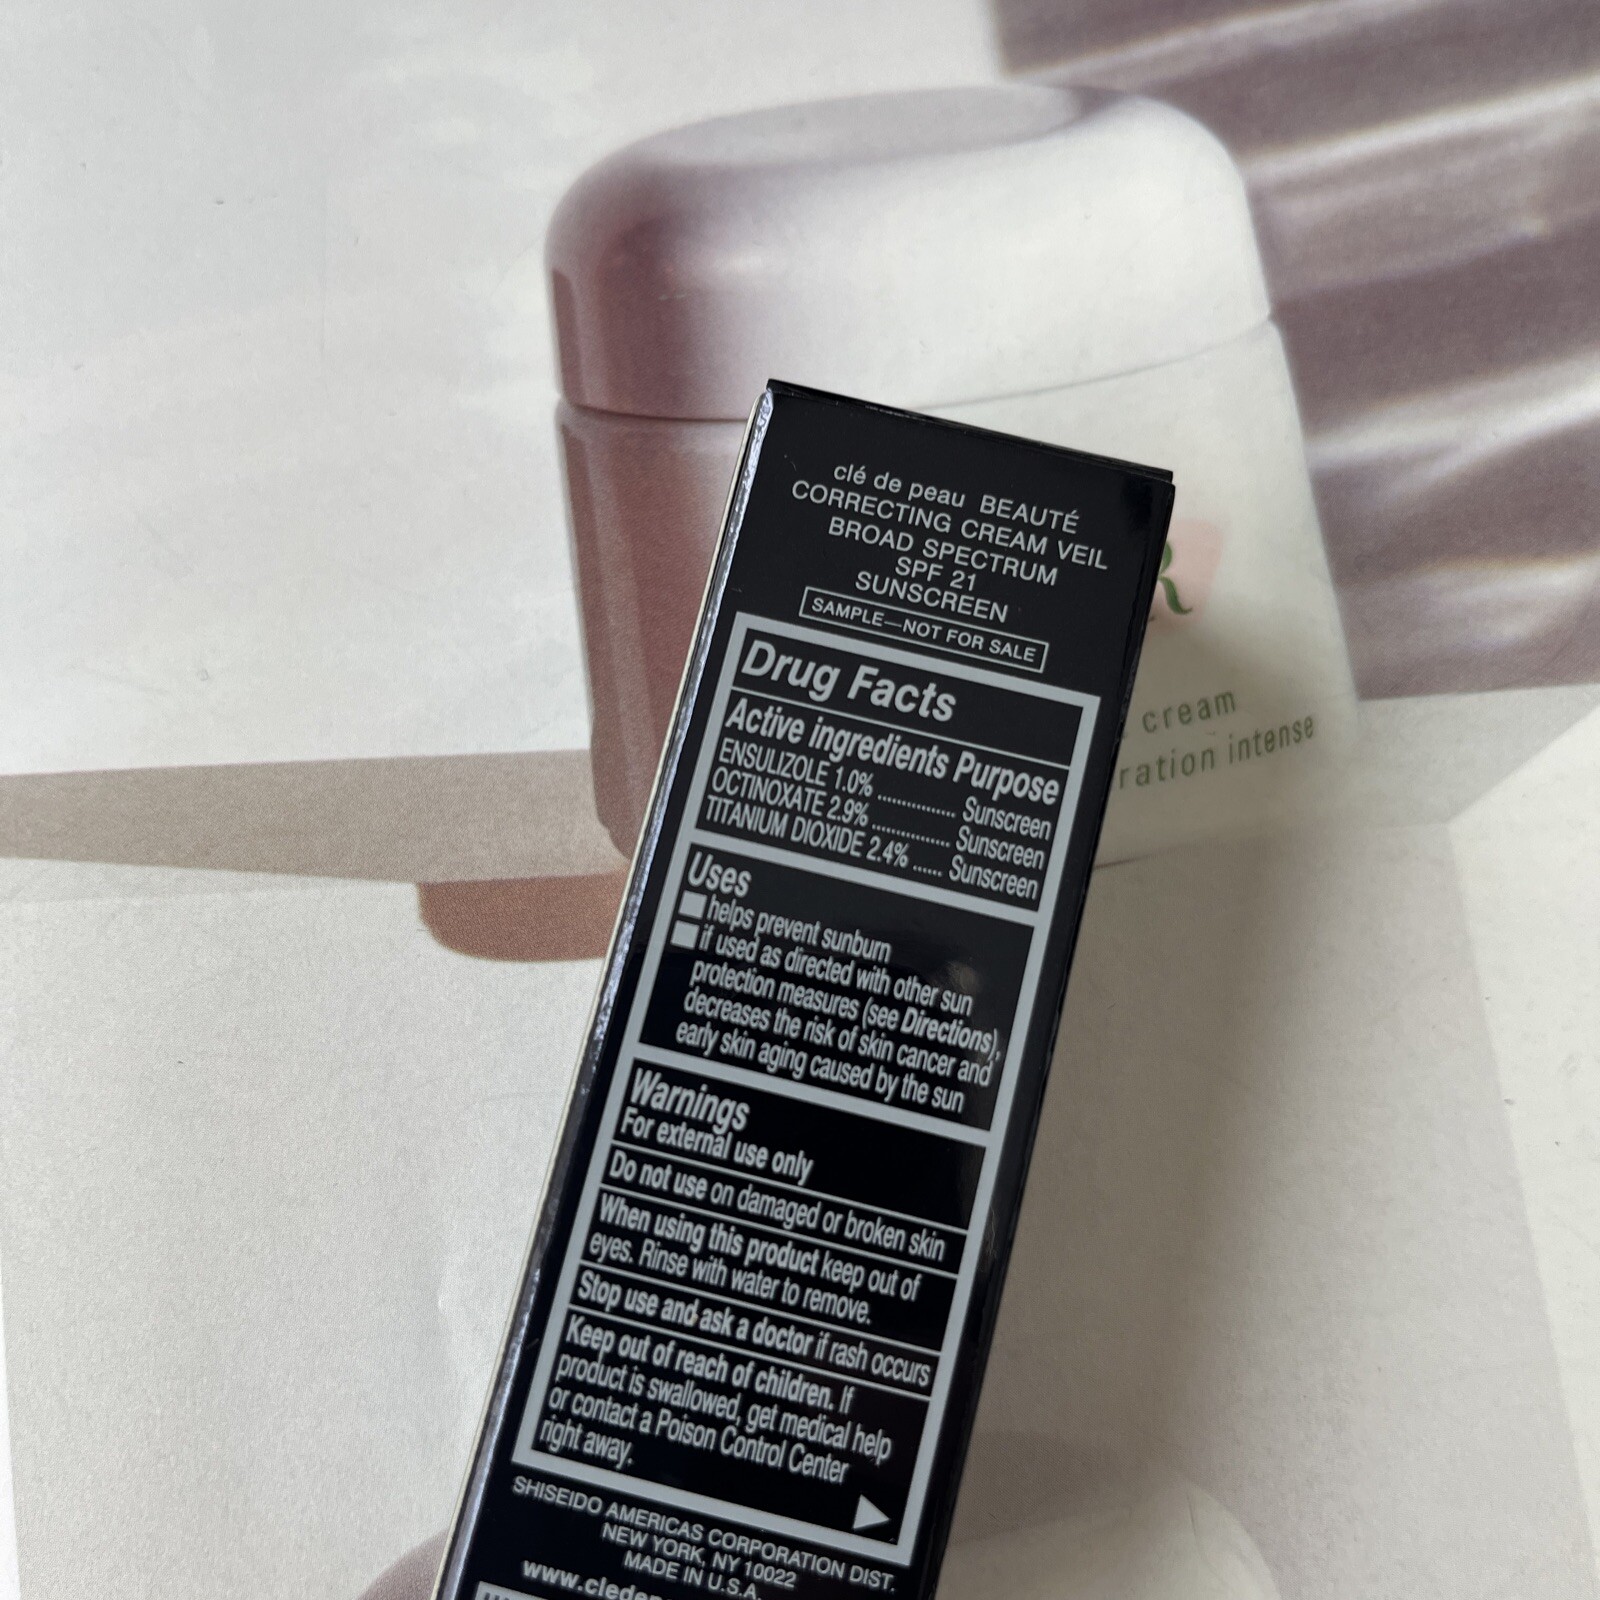 clé de peau BEAUTÉ
CORRECTING CREAM VEIL
BROAD SPECTRUM
SPF 21
SUNSCREEN
SAMPLE—NOT FOR SALE
Drug Facts
Active ingredients Purpose
ENSULIZOLE 1.0% ............... Sunscreen
OCTINOXATE 2.9% .............. Sunscreen
TITANIUM DIOXIDE 2.4% ...... Sunscreen
Uses
helps prevent sunburn
if used as directed with other sun
protection measures (see Directions),
decreases the risk of skin cancer and
early skin aging caused by the sun
Warnings
For external use only
Do not use on damaged or broken skin
When using this product keep out of
eyes. Rinse with water to remove.
Stop use and ask a doctor if rash occurs
Keep out of reach of children. If
product is swallowed, get medical help
or contact a Poison Control Center
right away.
SHISEIDO AMERICAS CORPORATION DIST.
NEW YORK, NY 10022
MADE IN U.S.A.
R
cream
ration intense